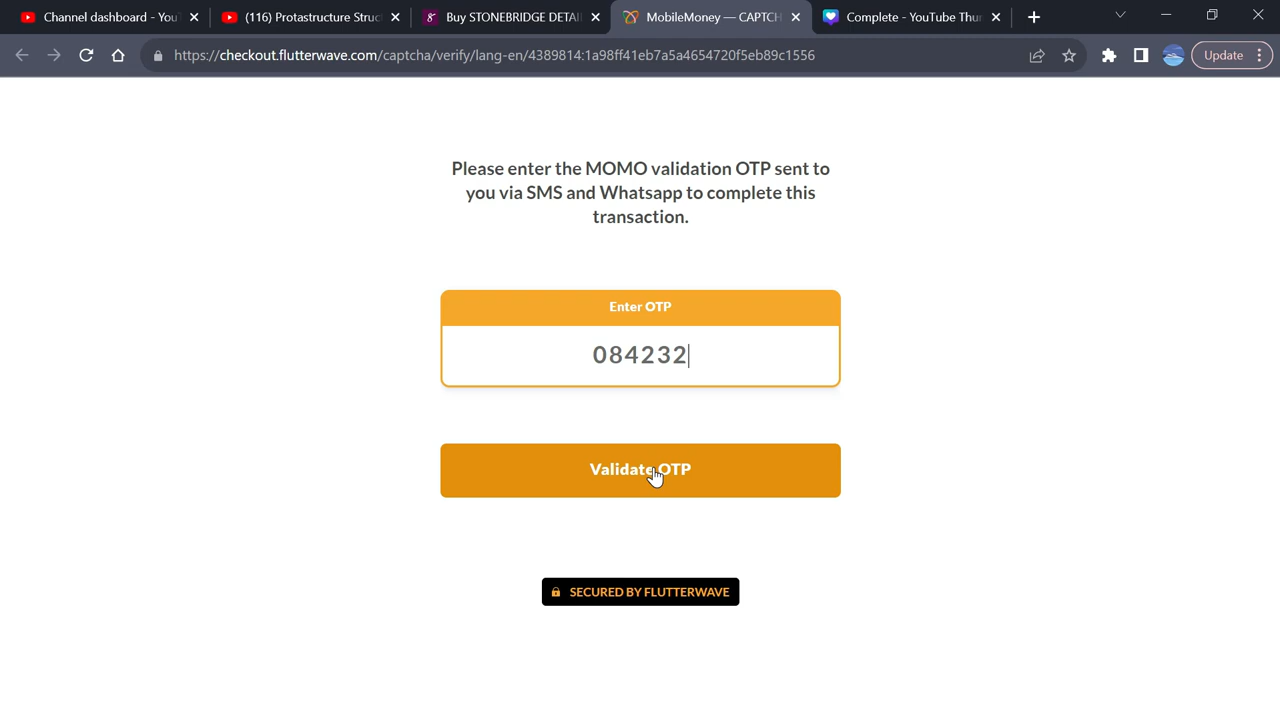 Channel dashboard - You
(116) Protastructure Struc
Buy STONEBRIDGE DETAI
MobileMoney — CAPTCH
Complete - YouTube Thu
https://checkout.flutterwave.com/captcha/verify/lang-en/4389814:1a98ff41eb7a5a4654720f5eb89c1556
Update
Please enter the MOMO validation OTP sent to
you via SMS and Whatsapp to complete this
transaction.
Enter OTP
084232
Validate OTP
SECURED BY FLUTTERWAVE